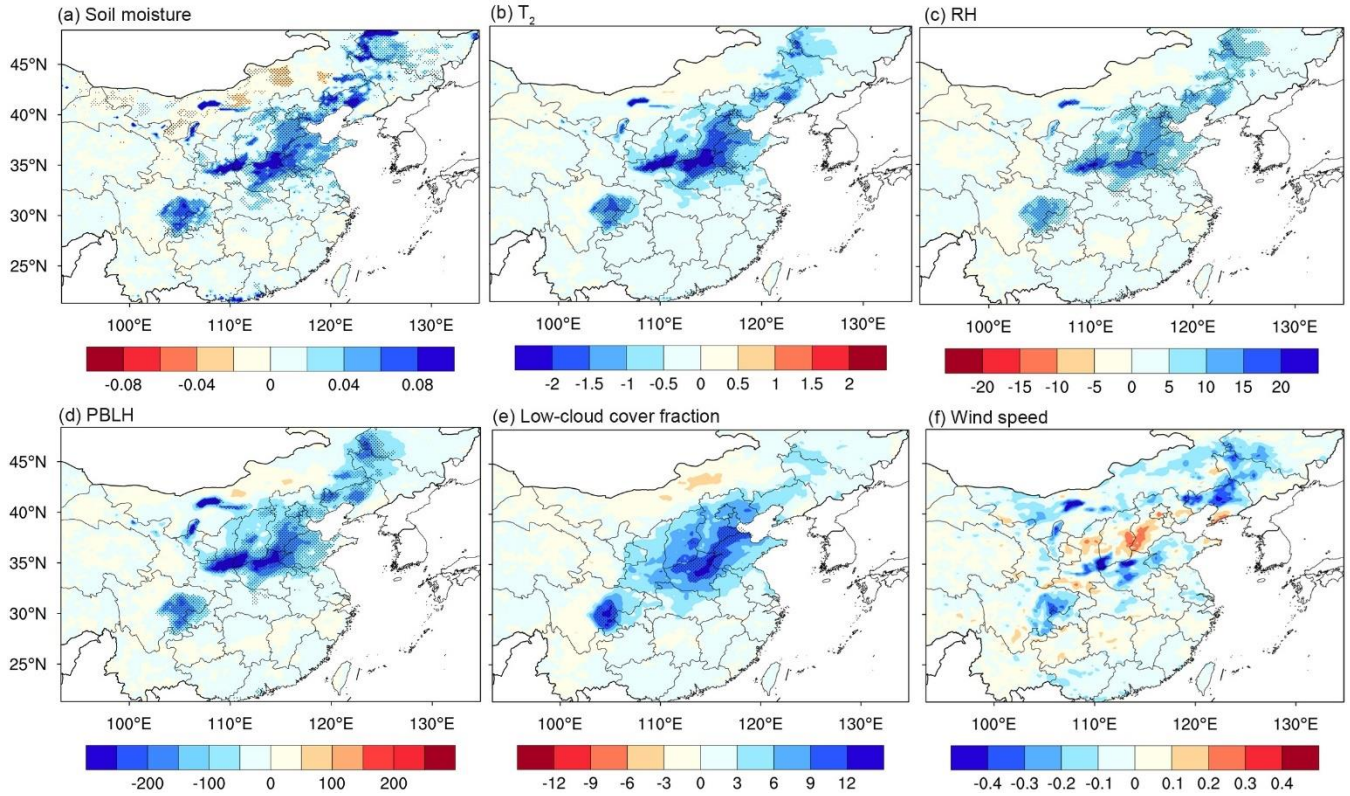 (a) Soil moisture
(b) T2
(c) RH
45°N
40°N
35°N
30°N
25°N
100°E 110°E 120°E 130°E
100°E 110°E 120°E 130°E
100°E 110°E 120°E 130°E
-0.08 -0.04 0 0.04 0.08
-2 -1.5 -1 -0.5 0 0.5 1 1.5 2
-20 -15 -10 -5 0 5 10 15 20
(d) PBLH
(e) Low-cloud cover fraction
(f) Wind speed
45°N
40°N
35°N
30°N
25°N
100°E 110°E 120°E 130°E
100°E 110°E 120°E 130°E
100°E 110°E 120°E 130°E
-200 -100 0 100 200
-12 -9 -6 -3 0 3 6 9 12
-0.4 -0.3 -0.2 -0.1 0 0.1 0.2 0.3 0.4